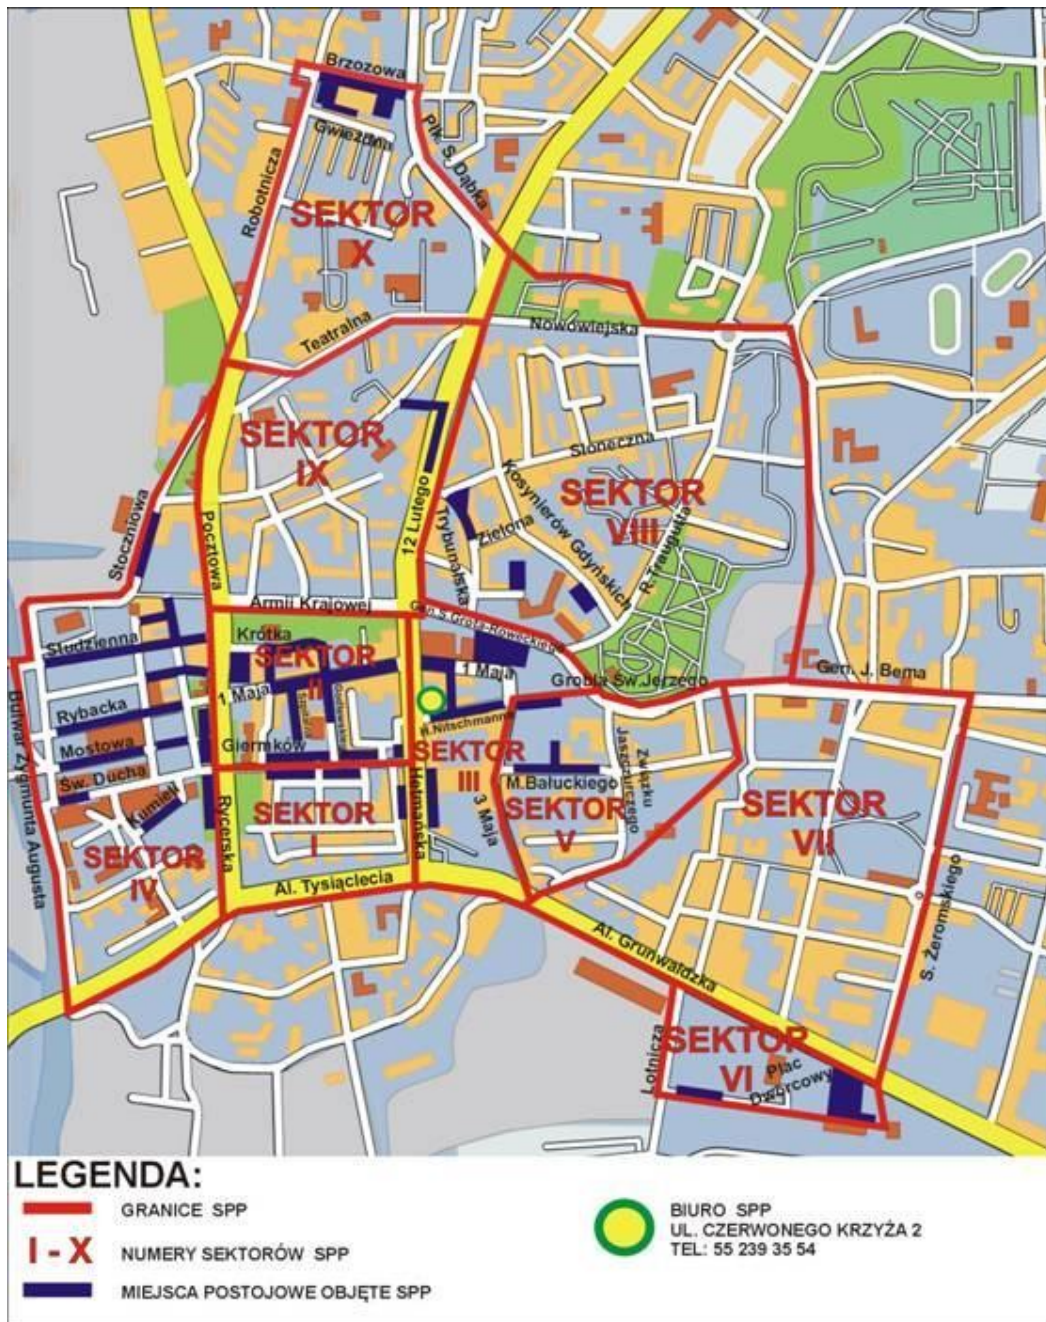 Brzozowa
Gwiezdna
Płk. S. Dąbka
Robotnicza
SEKTOR
X
Teatralna
Nowowiejska
SEKTOR
IX
Słoneczna
Kosynierów Gdyńskich
SEKTOR
VIII
12 Lutego
Trybunalska
Zielona
R. Traugutta
Stoczniowa
Pocztowa
Armii Krajowej
Gen. S. Grota-Roweckiego
Studzienna
Krótka
SEKTOR
II
1 Maja
1 Maja
Grobla Św. Jerzego
Gen. J. Bema
Rybacka
H.Nitschmanna
Mostowa
Giermków
SEKTOR
III
Św. Ducha
Kumieli
Bulwar Zygmunta Augusta
Rycerska
SEKTOR
I
Hetmańska
3 Maja
M.Bałuckiego
SEKTOR
V
Związku
Jaszczurczego
SEKTOR
VII
SEKTOR
IV
Al. Tysiąclecia
Al. Grunwaldzka
S. Żeromskiego
Lotnicza
SEKTOR
VI
Plac
Dworcowy
LEGENDA:
GRANICE SPP
I - X NUMERY SEKTORÓW SPP
MIEJSCA POSTOJOWE OBJĘTE SPP
BIURO SPP
UL. CZERWONEGO KRZYŻA 2
TEL: 55 239 35 54